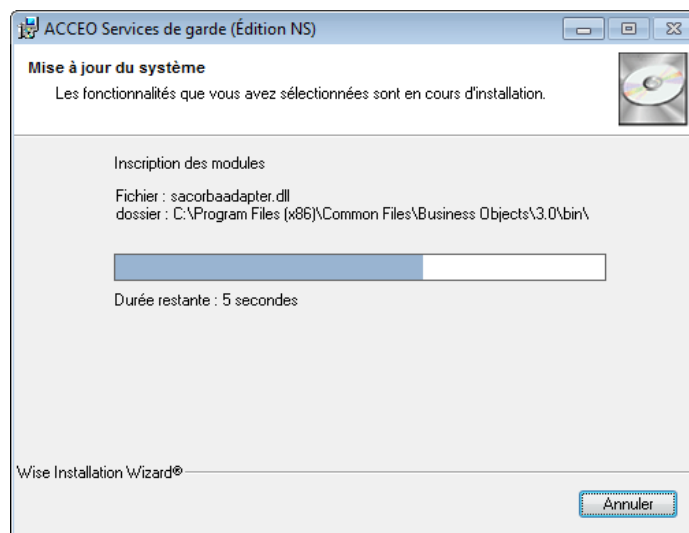 ACCEO Services de garde (Édition NS)
Mise à jour du système
Les fonctionnalités que vous avez sélectionnées sont en cours d'installation.
Inscription des modules
Fichier : sacorbaadapter.dll
dossier : C:\Program Files (x86)\Common Files\Business Objects\3.0\bin\
Durée restante : 5 secondes
Wise Installation Wizard®
Annuler